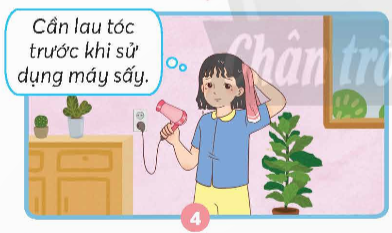 Cần lau tóc
trước khi sử
dụng máy sấy.
Chân trờ
4